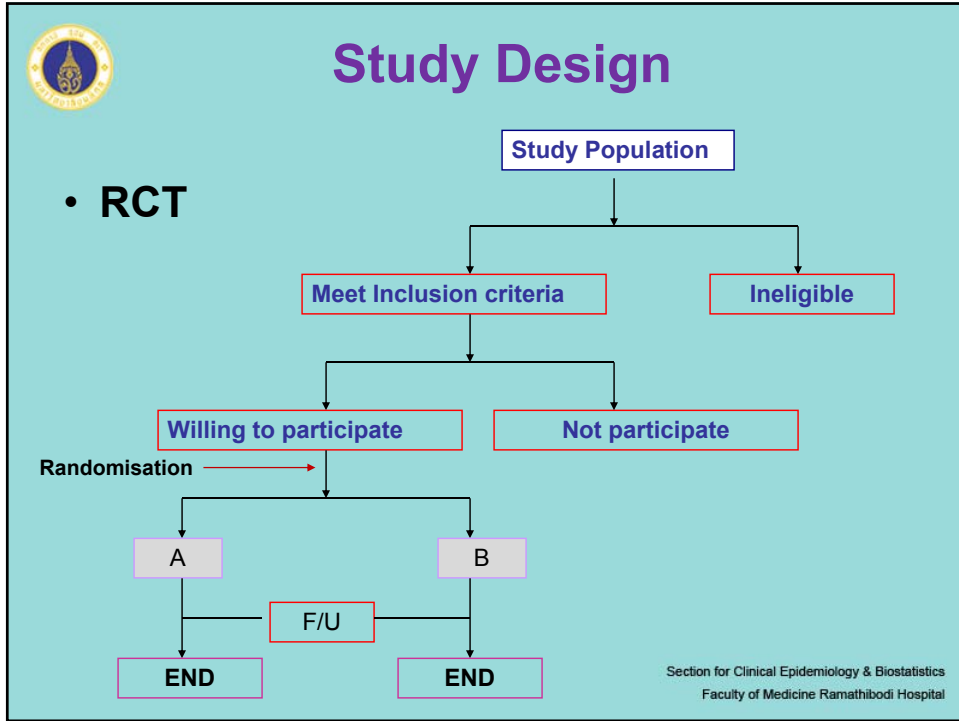 Study Design
Study Population
• RCT
Meet Inclusion criteria
Ineligible
Willing to participate
Not participate
Randomisation
A
B
F/U
END
END
Section for Clinical Epidemiology & Biostatistics
Faculty of Medicine Ramathibodi Hospital